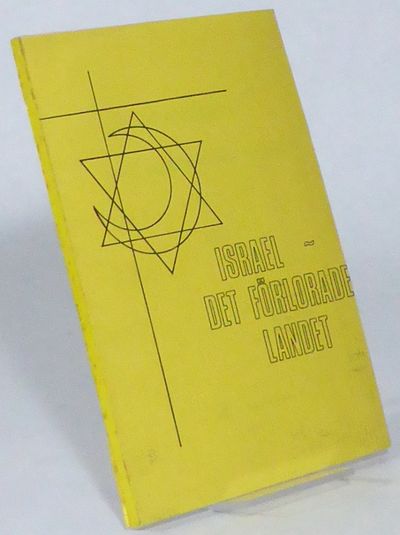 ISRAEL ~
DET FÖRLORADE
LANDET